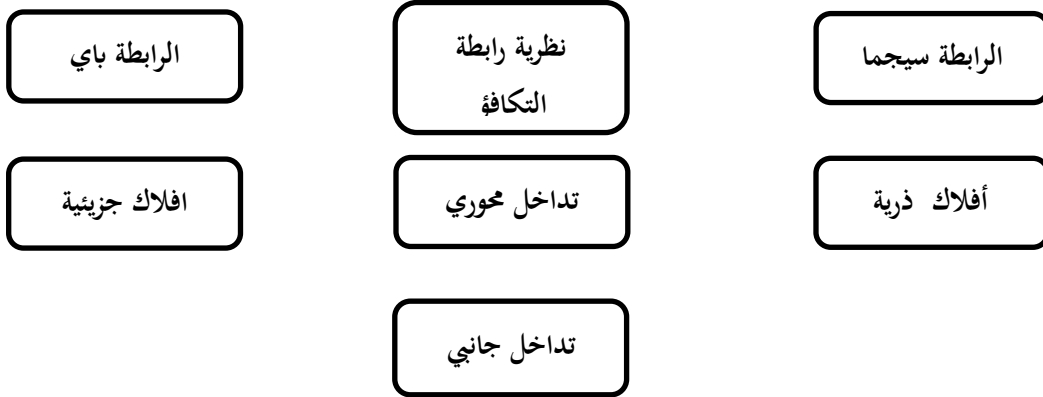 الرابطة سيجما
نظرية رابطة
التكافؤ
الرابطة باي
أفلاك ذرية
تداخل محوري
افلاك جزيئية
تداخل جانبي